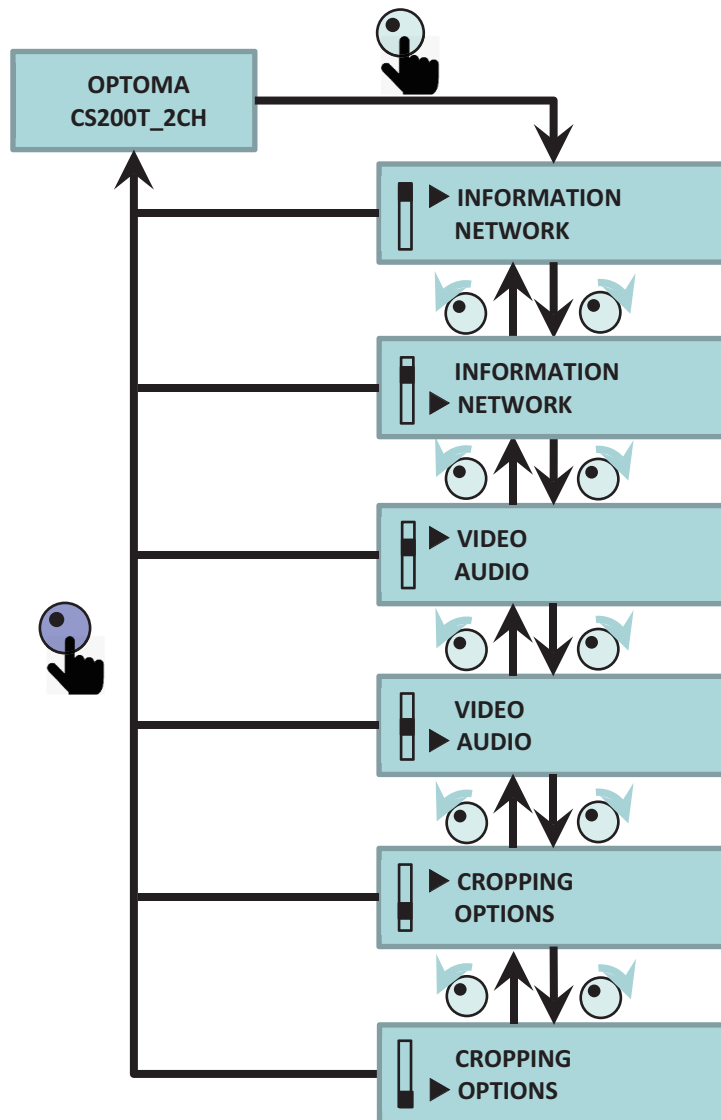 OPTOMA
CS200T_2CH
INFORMATION
NETWORK
INFORMATION
NETWORK
VIDEO
AUDIO
VIDEO
AUDIO
CROPPING
OPTIONS
CROPPING
OPTIONS